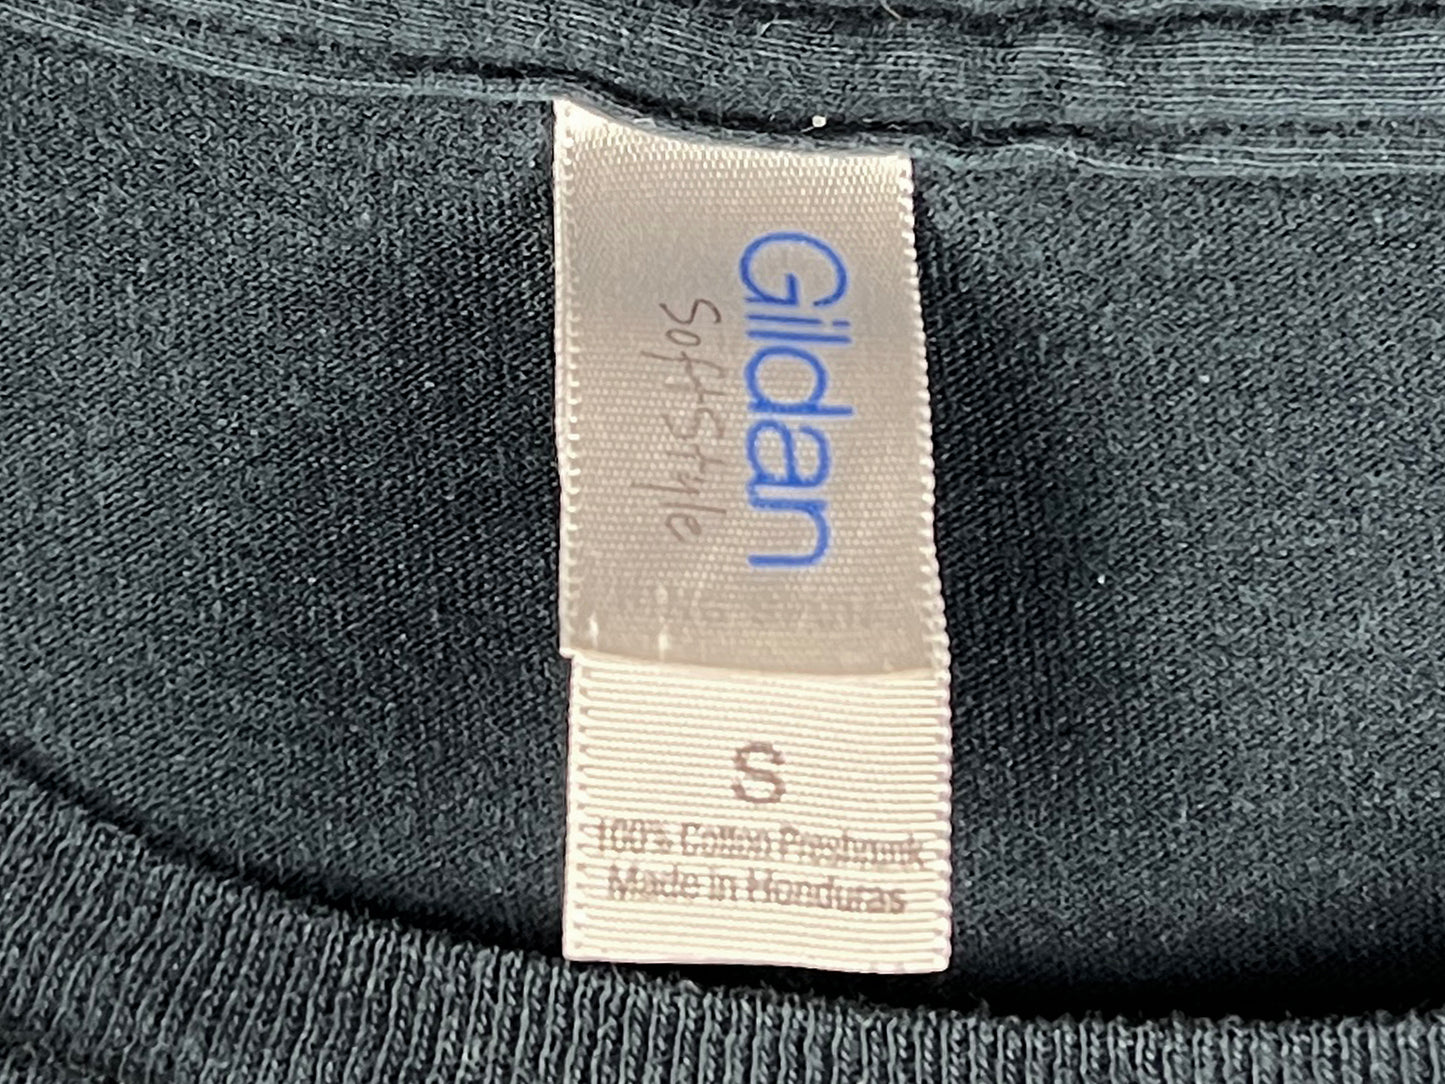 Gildan
SoftStyle
S
100% Cotton Preshrunk
Made in Honduras